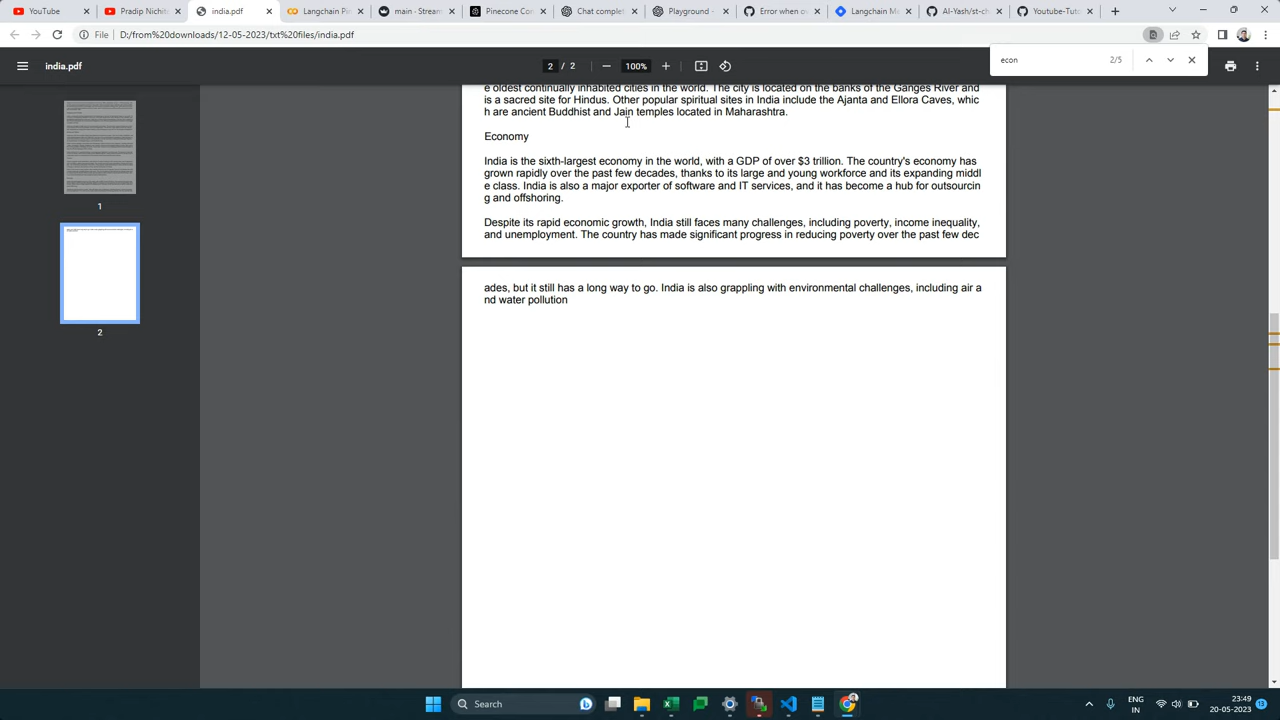 YouTube
Pradip Nichite
india.pdf
Langchain Pi
main - Stream
Pinecone Con
Chat complet
Playground -
Error when c
Langchain Me
Al-Yash/st-ch
Youtube-Tuto
File D:/from%20downloads/12-05-2023/txt%20files/india.pdf
econ 2/5
india.pdf
2 / 2
100%
e oldest continually inhabited cities in the world. The city is located on the banks of the Ganges River and
is a sacred site for Hindus. Other popular spiritual sites in India include the Ajanta and Ellora Caves, whic
h are ancient Buddhist and Jain temples located in Maharashtra.
Economy
India is the sixth-largest economy in the world, with a GDP of over $3 trillion. The country's economy has
grown rapidly over the past few decades, thanks to its large and young workforce and its expanding middl
e class. India is also a major exporter of software and IT services, and it has become a hub for outsourcin
g and offshoring.
Despite its rapid economic growth, India still faces many challenges, including poverty, income inequality,
and unemployment. The country has made significant progress in reducing poverty over the past few dec
ades, but it still has a long way to go. India is also grappling with environmental challenges, including air a
nd water pollution
1
2
Search
ENG
IN
23:49
20-05-2023
13